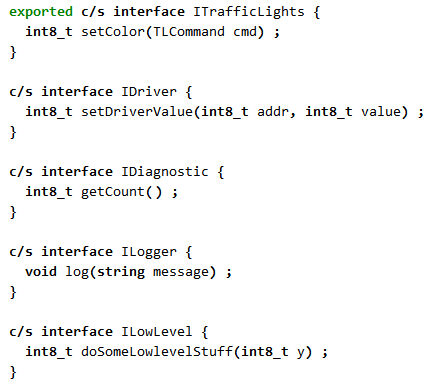 exported c/s interface ITrafficLights {
  int8_t setColor(TLCommand cmd) ;
}
c/s interface IDriver {
  int8_t setDriverValue(int8_t addr, int8_t value) ;
}
c/s interface IDiagnostic {
  int8_t getCount() ;
}
c/s interface ILogger {
  void log(string message) ;
}
c/s interface ILowLevel {
  int8_t doSomeLowlevelStuff(int8_t y) ;
}